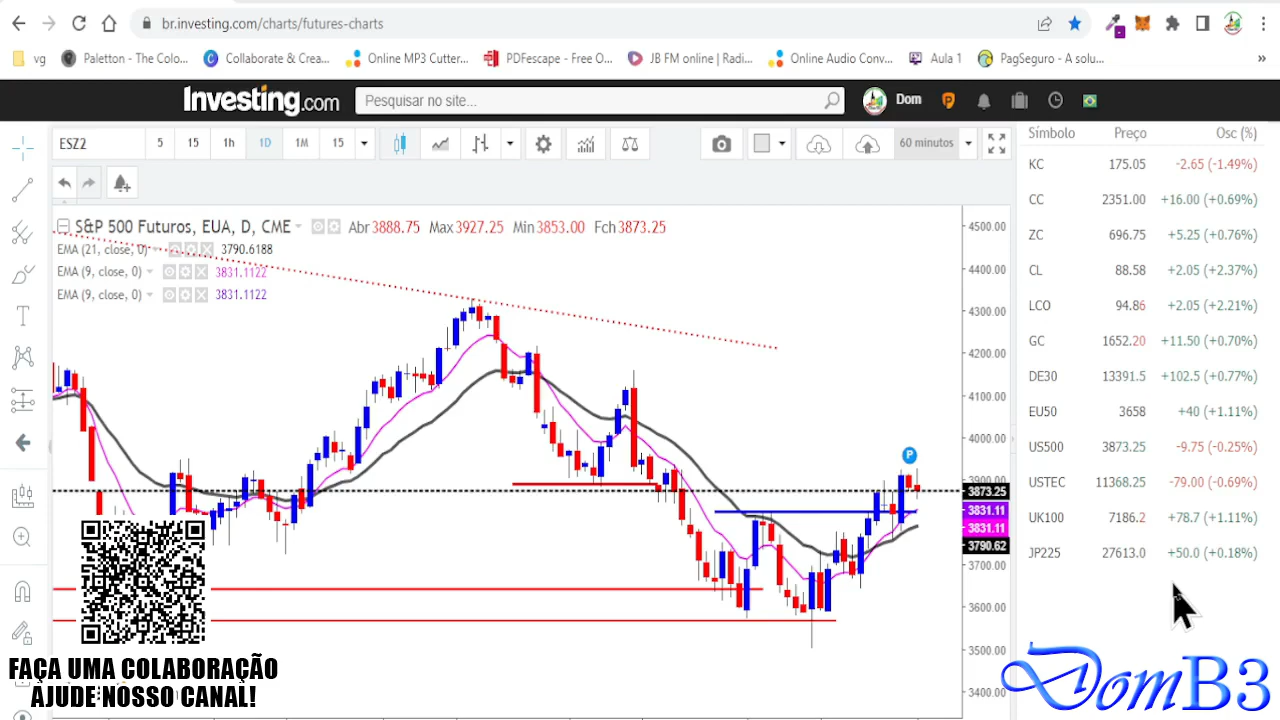 br.investing.com/charts/futures-charts
vg Paletton - The Colo... Collaborate & Crea... Online MP3 Cutter... PDFescape - Free O... JB FM online | Radi... Online Audio Conv... Aula 1 PagSeguro - A solu... »
Investing.com Pesquisar no site... Dom
ESZ2 5 15 1h 1D 1M 15 60 minutos
S&P 500 Futuros, EUA, D, CME Abr 3888.75 Max 3927.25 Min 3853.00 Fch 3873.25
EMA (21, close, 0) 3790.6188
EMA (9, close, 0) 3831.1122
EMA (9, close, 0) 3831.1122
P
4500.00
4400.00
4300.00
4200.00
4100.00
4000.00
3900.00
3873.25
3831.11
3831.11
3790.62
3700.00
3600.00
3500.00
3400.00
Símbolo Preço Osc (%)
KC 175.05 -2.65 (-1.49%)
CC 2351.00 +16.00 (+0.69%)
ZC 696.75 +5.25 (+0.76%)
CL 88.58 +2.05 (+2.37%)
LCO 94.86 +2.05 (+2.21%)
GC 1652.20 +11.50 (+0.70%)
DE30 13391.5 +102.5 (+0.77%)
EU50 3658 +40 (+1.11%)
US500 3873.25 -9.75 (-0.25%)
USTEC 11368.25 -79.00 (-0.69%)
UK100 7186.2 +78.7 (+1.11%)
JP225 27613.0 +50.0 (+0.18%)
FAÇA UMA COLABORAÇÃO
AJUDE NOSSO CANAL!
DomB3